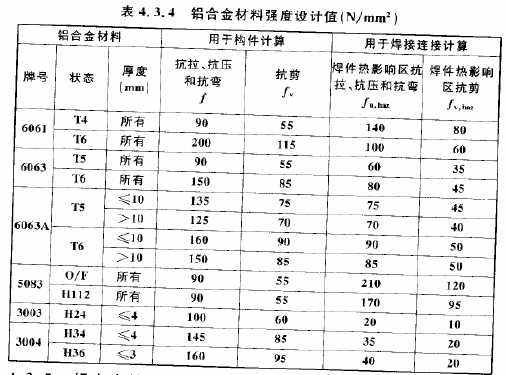 表 4.3.4 铝合金材料强度设计值(N/mm²)
铝合金材料 用于构件计算 用于焊接连接计算
牌号 状态 厚度(mm) 抗拉、抗压和抗弯 f 抗剪 fᵥ 焊件热影响区抗拉、抗压和抗弯 f u,haz 焊件热影响区抗剪 f v,haz
6061 T4 所有 90 55 140 80
T6 所有 200 115 100 60
6063 T5 所有 90 55 60 35
T6 所有 150 85 80 45
6063A T5 ≤10 135 75 75 45
>10 125 70 70 40
T6 ≤10 160 90 90 50
>10 150 85 85 50
5083 O/F 所有 90 55 210 120
H112 所有 90 55 170 95
3003 H24 ≤4 100 60 20 10
3004 H34 ≤4 145 85 35 20
H36 ≤3 160 95 40 20